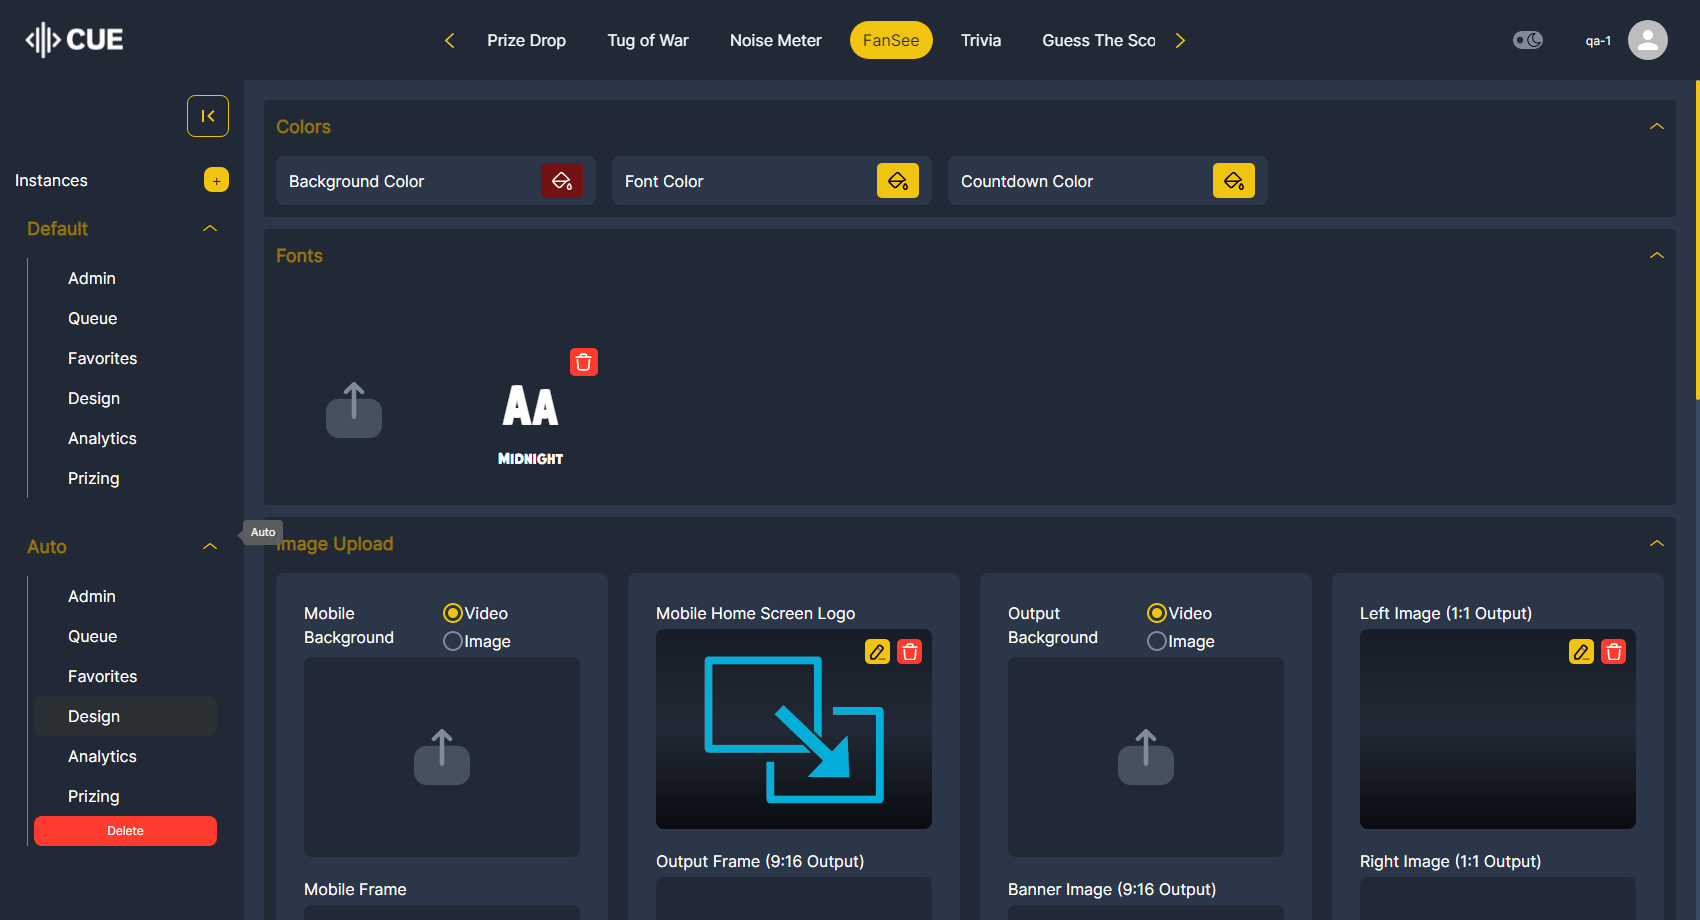 CUE
Prize Drop
Tug of War
Noise Meter
FanSee
Trivia
Guess The Sco
qa-1
Instances
+
Default
Admin
Queue
Favorites
Design
Analytics
Prizing
Auto
Admin
Queue
Favorites
Design
Analytics
Prizing
Delete
Auto
Colors
Background Color
Font Color
Countdown Color
Fonts
AA
MIDNIGHT
Image Upload
Mobile
Background
Video
Image
Mobile Home Screen Logo
Output
Background
Video
Image
Left Image (1:1 Output)
Mobile Frame
Output Frame (9:16 Output)
Banner Image (9:16 Output)
Right Image (1:1 Output)